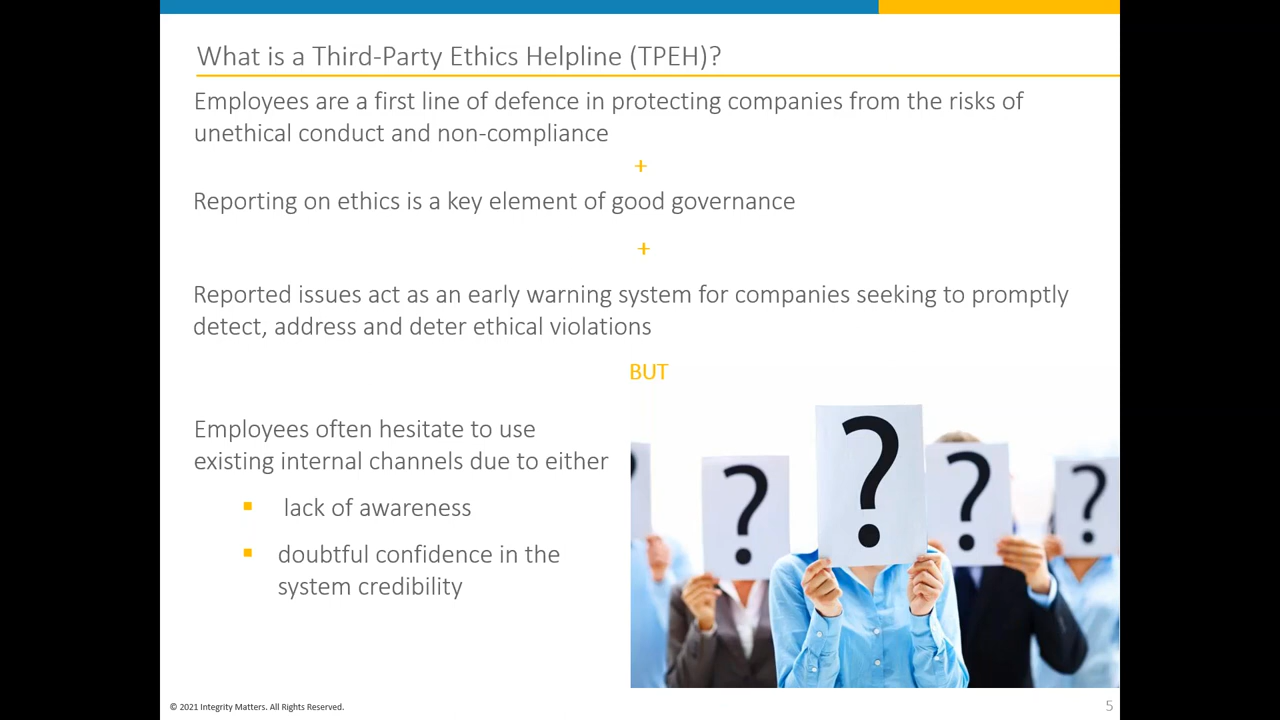 What is a Third-Party Ethics Helpline (TPEH)?
Employees are a first line of defence in protecting companies from the risks of
unethical conduct and non-compliance
+
Reporting on ethics is a key element of good governance
+
Reported issues act as an early warning system for companies seeking to promptly
detect, address and deter ethical violations
BUT
Employees often hesitate to use
existing internal channels due to either
▪ lack of awareness
▪ doubtful confidence in the
system credibility
? ? ? ? ?
© 2021 Integrity Matters. All Rights Reserved.
5